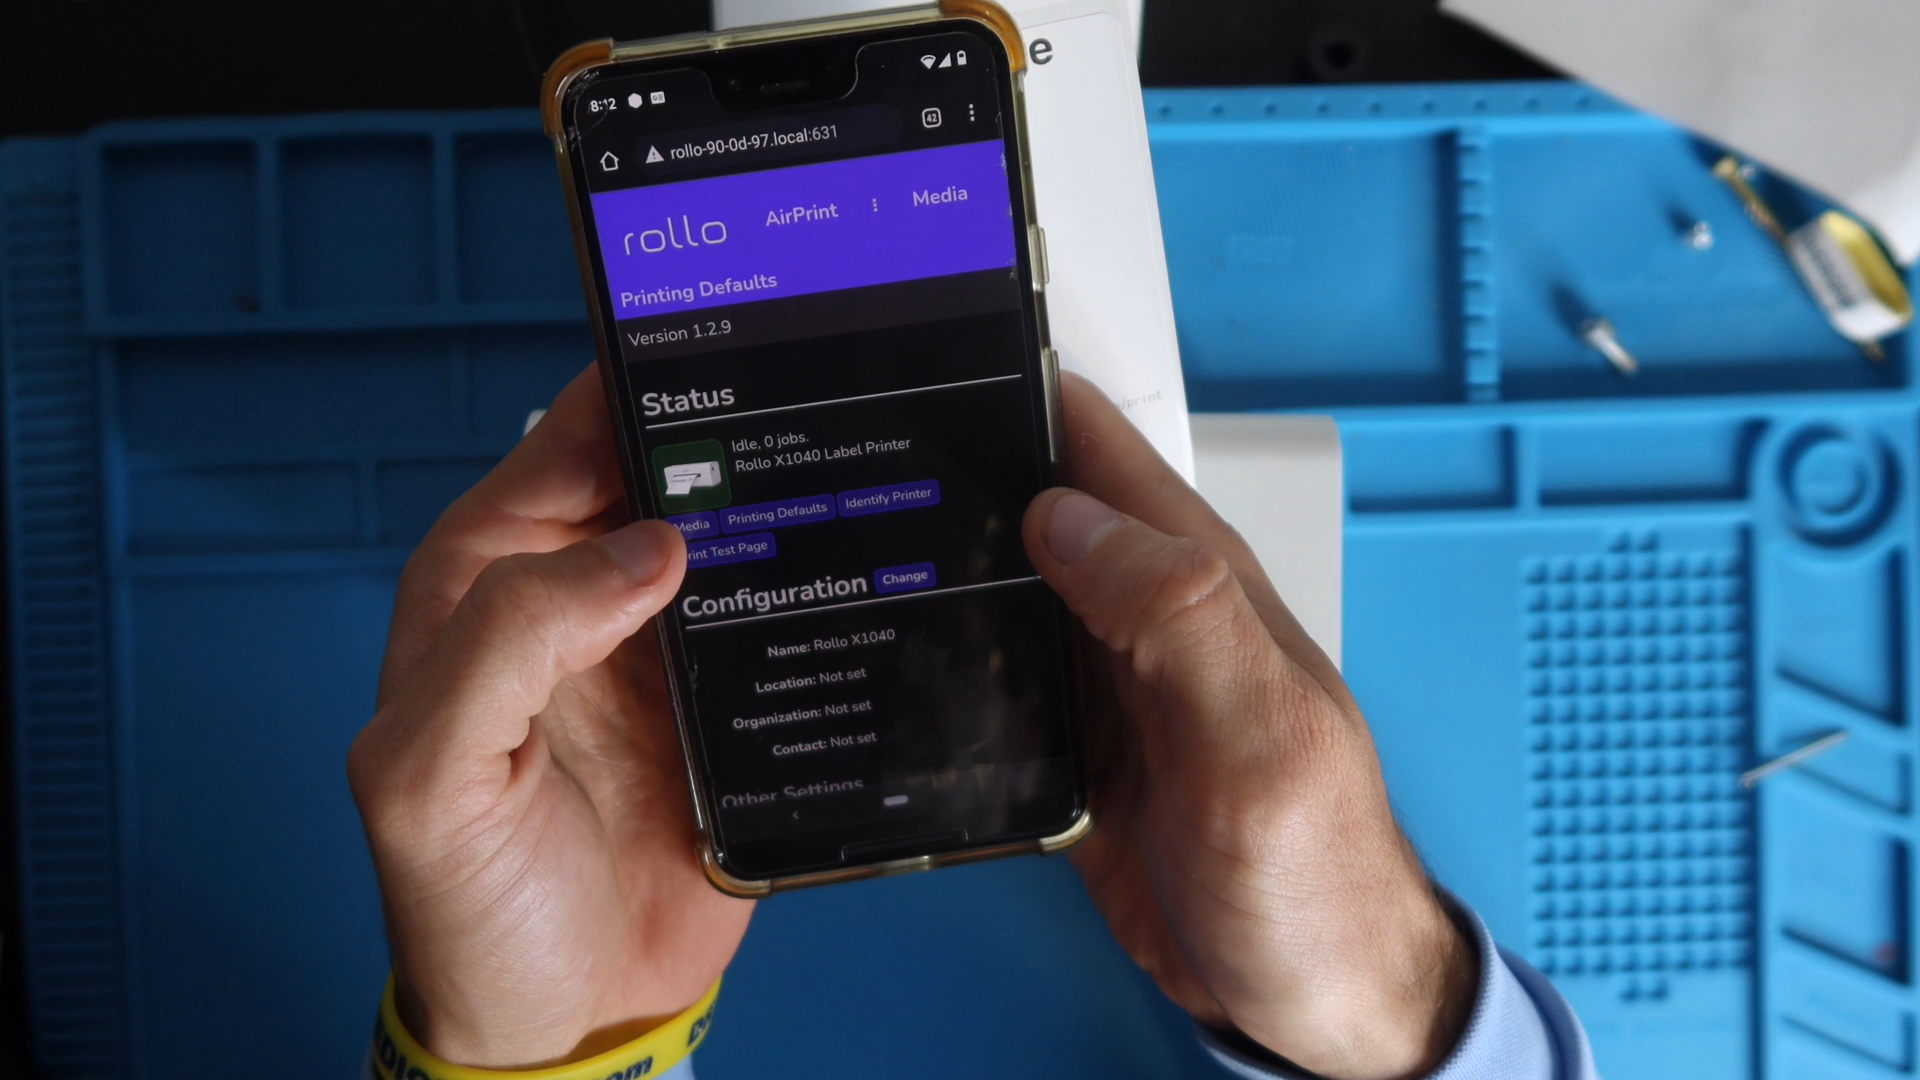 e
8:12
42
rollo-90-0d-97.local:631
rollo AirPrint Media
Printing Defaults
Version 1.2.9
Status
Idle, 0 jobs.
Rollo X1040 Label Printer
Media Printing Defaults Identify Printer
rint Test Page
Configuration Change
Name: Rollo X1040
Location: Not set
Organization: Not set
Contact: Not set
Other Settings
/print